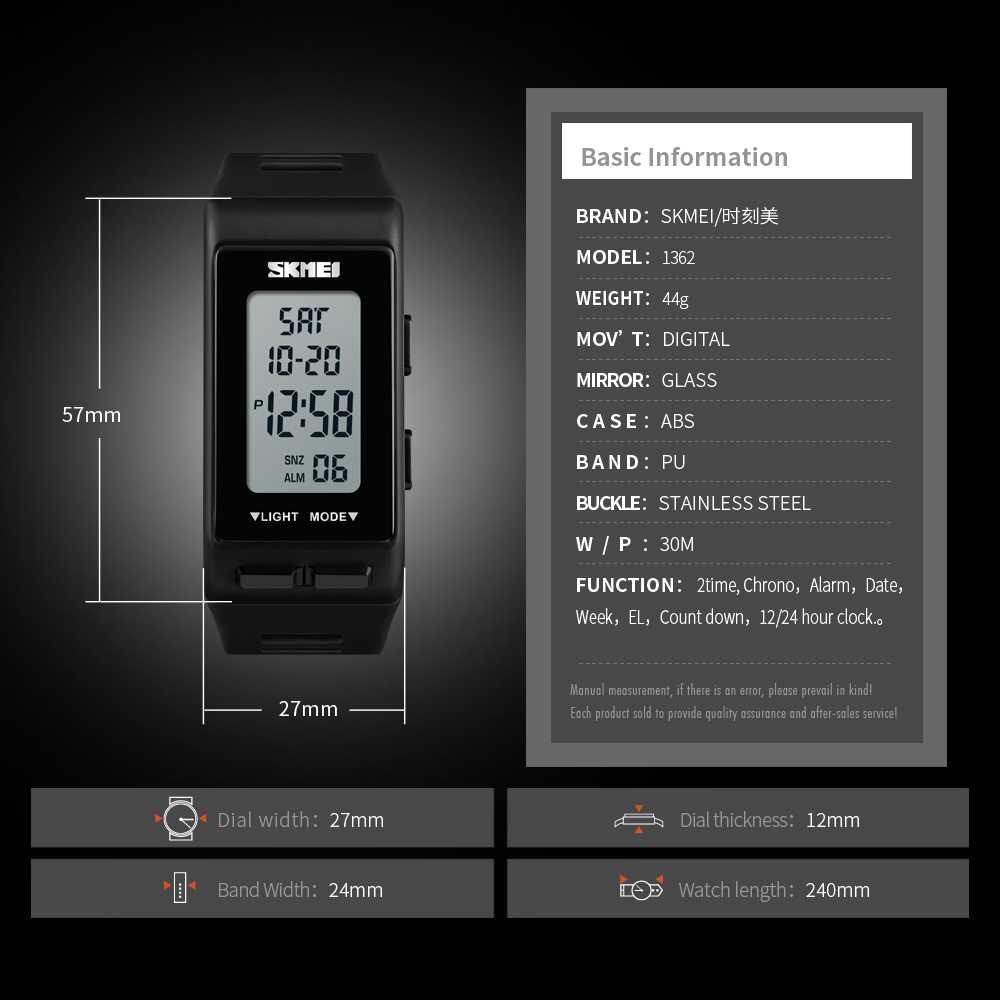 SKMEI
SAT
10-20
P 12:58
SNZ
ALM 06
▼LIGHT MODE▼
57mm
27mm
Basic Information
BRAND： SKMEI/时刻美
MODEL： 1362
WEIGHT： 44g
MOV’ T： DIGITAL
MIRROR： GLASS
CASE： ABS
BAND： PU
BUCKLE： STAINLESS STEEL
W / P ： 30M
FUNCTION： 2time, Chrono，Alarm，Date，
Week，EL，Count down，12/24 hour clock.。
Manual measurement, if there is an error, please prevail in kind!
Each product sold to provide quality assurance and after-sales service!
Dial width： 27mm
Dial thickness： 12mm
Band Width： 24mm
Watch length： 240mm